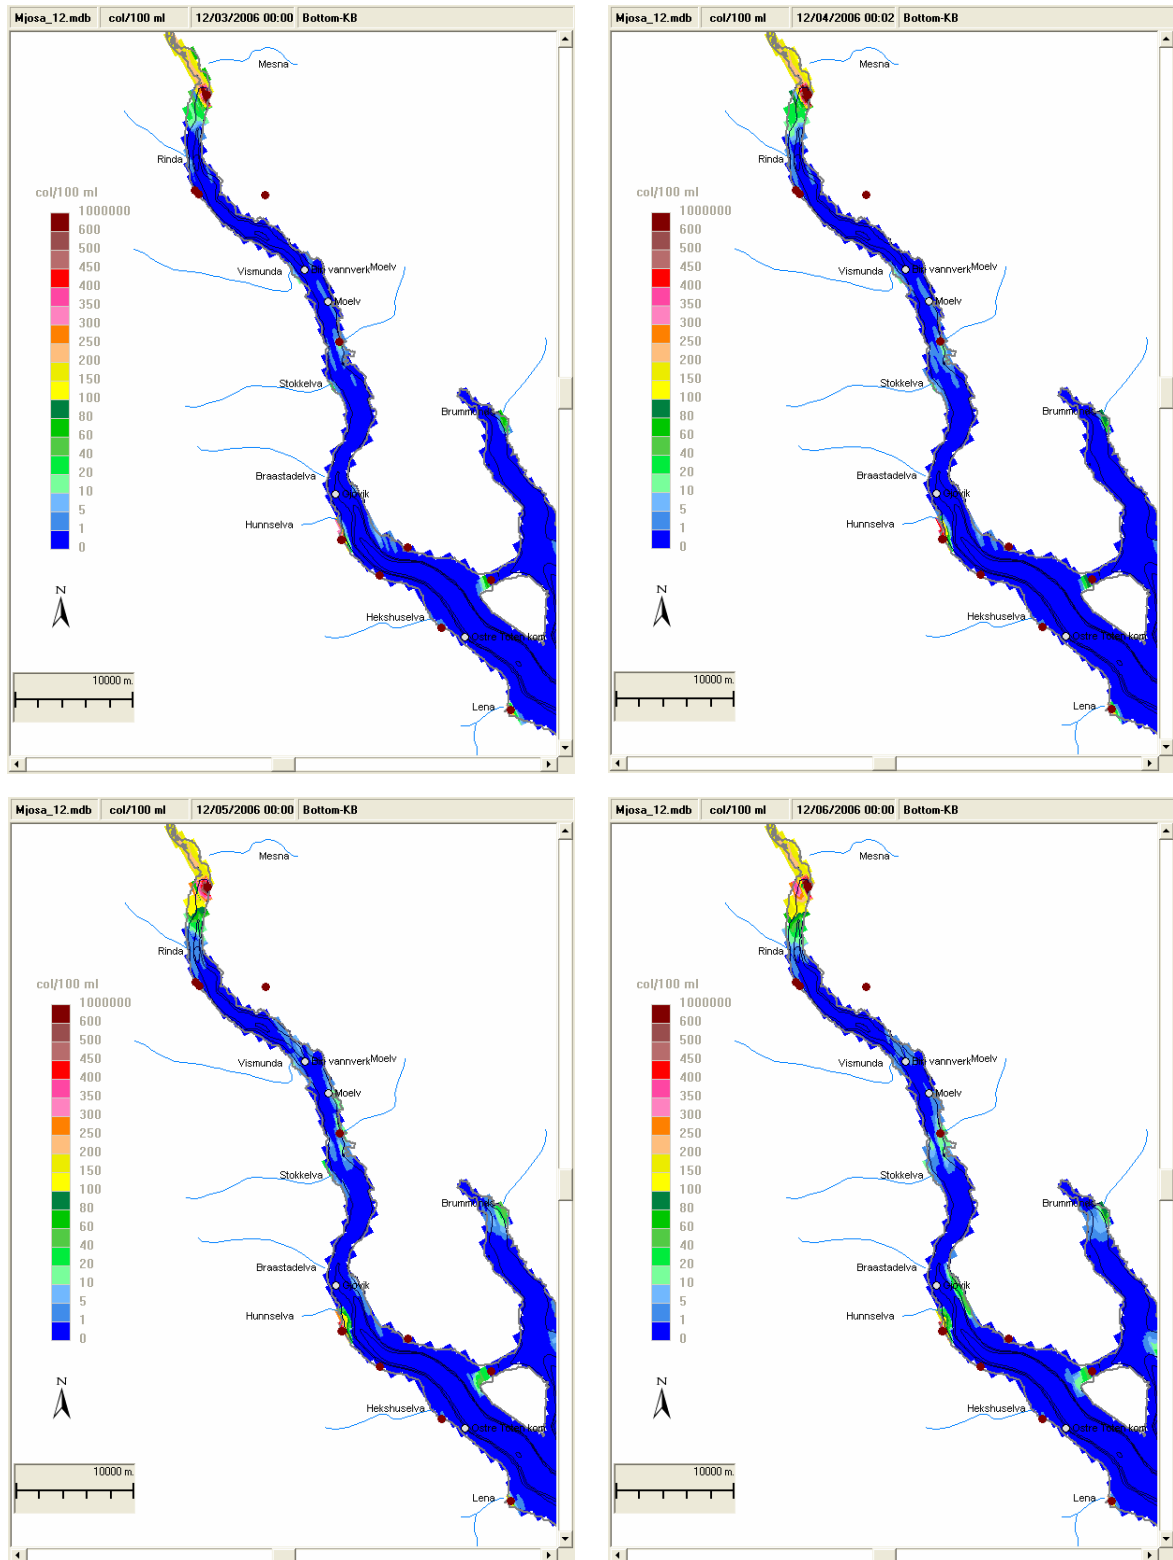 Mjosa_12.mdb col/100 ml 12/03/2006 00:00 Bottom-KB
Mesna
Rinda
col/100 ml
1000000
600
500
450
400
350
300
250
200
150
100
80
60
40
20
10
5
1
0
Vismunda
vannverk
Moelv
Moelv
Stokkelva
Braastadelva
Hunnselva
N
Hekshuselva
10000 m.
Lena
Mjosa_12.mdb col/100 ml 12/04/2006 00:02 Bottom-KB
Mesna
Rinda
col/100 ml
1000000
600
500
450
400
350
300
250
200
150
100
80
60
40
20
10
5
1
0
Vismunda
vannverk
Moelv
Moelv
Stokkelva
Braastadelva
Hunnselva
N
Hekshuselva
10000 m.
Lena
Mjosa_12.mdb col/100 ml 12/05/2006 00:00 Bottom-KB
Mesna
Rinda
col/100 ml
1000000
600
500
450
400
350
300
250
200
150
100
80
60
40
20
10
5
1
0
Vismunda
vannverk
Moelv
Moelv
Stokkelva
Braastadelva
Hunnselva
N
Hekshuselva
10000 m.
Lena
Mjosa_12.mdb col/100 ml 12/06/2006 00:00 Bottom-KB
Mesna
Rinda
col/100 ml
1000000
600
500
450
400
350
300
250
200
150
100
80
60
40
20
10
5
1
0
Vismunda
vannverk
Moelv
Moelv
Stokkelva
Braastadelva
Hunnselva
N
Hekshuselva
10000 m.
Lena